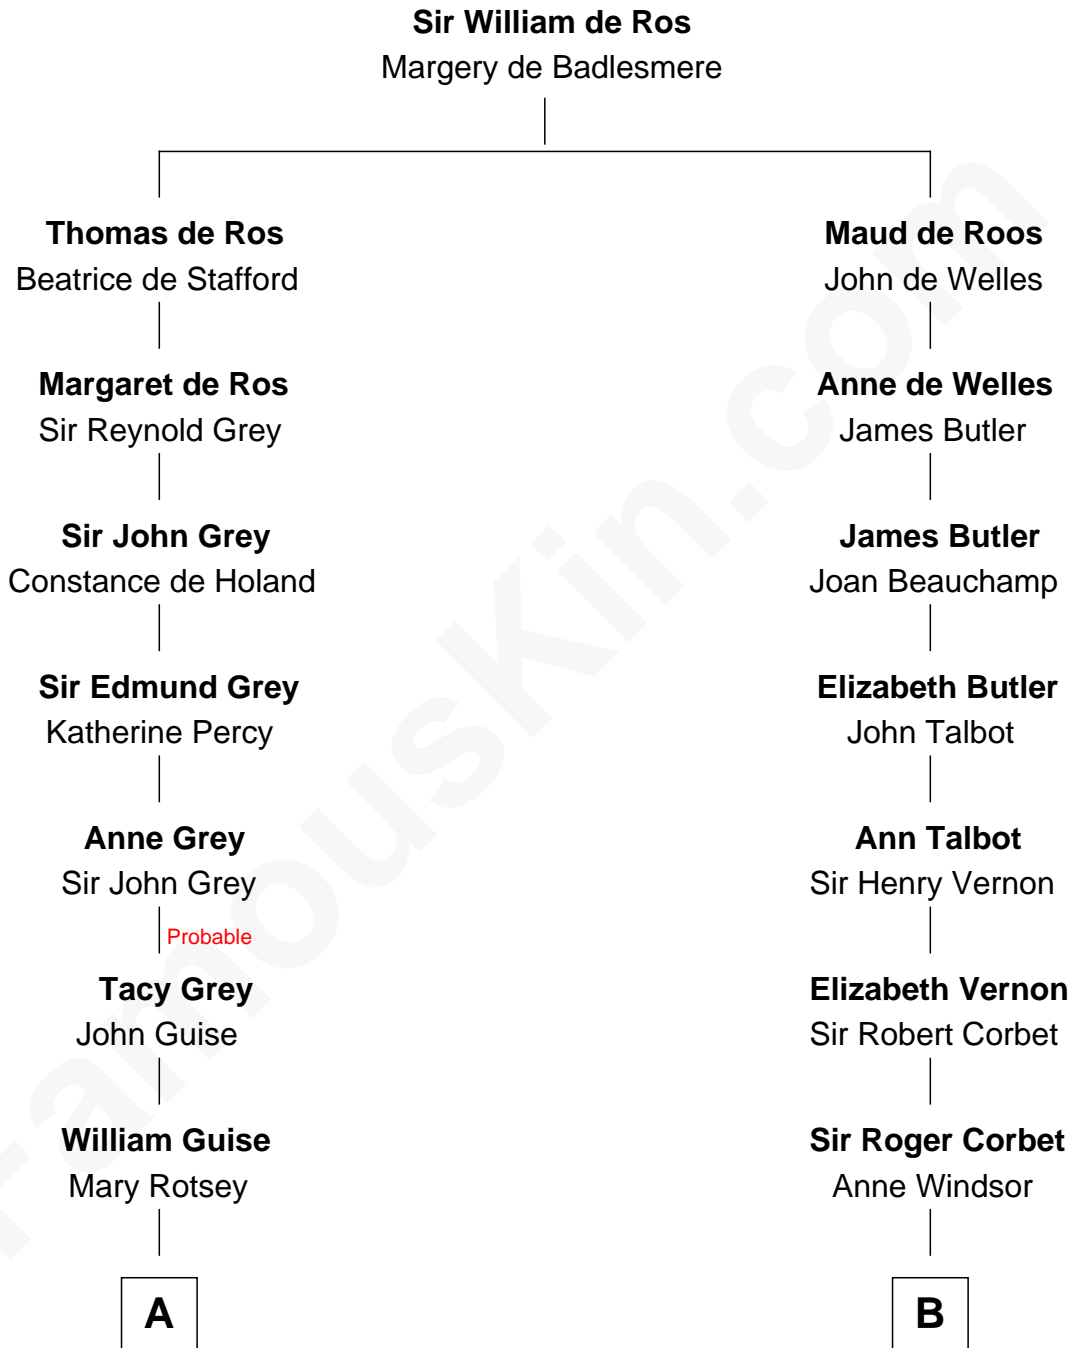 Sir William de Ros
Margery de Badlesmere
Thomas de Ros
Beatrice de Stafford
Margaret de Ros
Sir Reynold Grey
Sir John Grey
Constance de Holand
Sir Edmund Grey
Katherine Percy
Anne Grey
Sir John Grey
Probable
Tacy Grey
John Guise
William Guise
Mary Rotsey
A
Maud de Roos
John de Welles
Anne de Welles
James Butler
James Butler
Joan Beauchamp
Elizabeth Butler
John Talbot
Ann Talbot
Sir Henry Vernon
Elizabeth Vernon
Sir Robert Corbet
Sir Roger Corbet
Anne Windsor
B
FamousKin.com